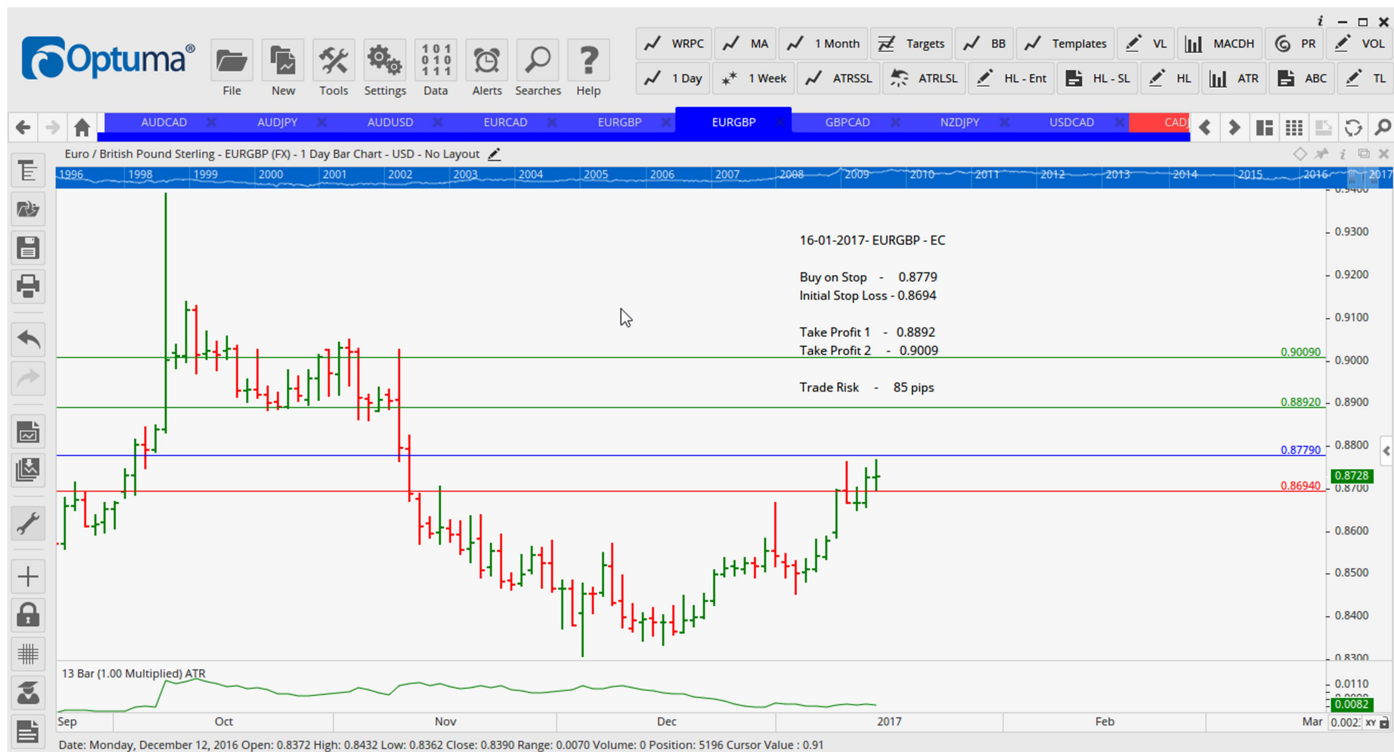 Optuma®
File New Tools Settings Data Alerts Searches Help
WRPC MA 1 Month Targets BB Templates VL MACDH PR VOL
1 Day 1 Week ATRSSL ATRLSL HL - Ent HL - SL HL ATR ABC TL
AUDCAD AUDJPY AUDUSD EURCAD EURGBP EURGBP GBPCAD NZDJPY USDCAD CADJ
Euro / British Pound Sterling - EURGBP (FX) - 1 Day Bar Chart - USD - No Layout
1996 1998 1999 2000 2001 2002 2003 2004 2005 2006 2007 2008 2009 2010 2011 2012 2013 2014 2015 2016 2017
0.9400
0.9300
0.9200
0.9100
0.9000
0.8900
0.8800
0.8728
0.8700
0.8600
0.8500
0.8400
0.8300
16-01-2017- EURGBP - EC
Buy on Stop - 0.8779
Initial Stop Loss - 0.8694
Take Profit 1 - 0.8892
Take Profit 2 - 0.9009
Trade Risk - 85 pips
0.90090
0.88920
0.87790
0.86940
13 Bar (1.00 Multiplied) ATR
0.0110
0.0082
Sep Oct Nov Dec 2017 Feb Mar
XY
Date: Monday, December 12, 2016 Open: 0.8372 High: 0.8432 Low: 0.8362 Close: 0.8390 Range: 0.0070 Volume: 0 Position: 5196 Cursor Value : 0.91